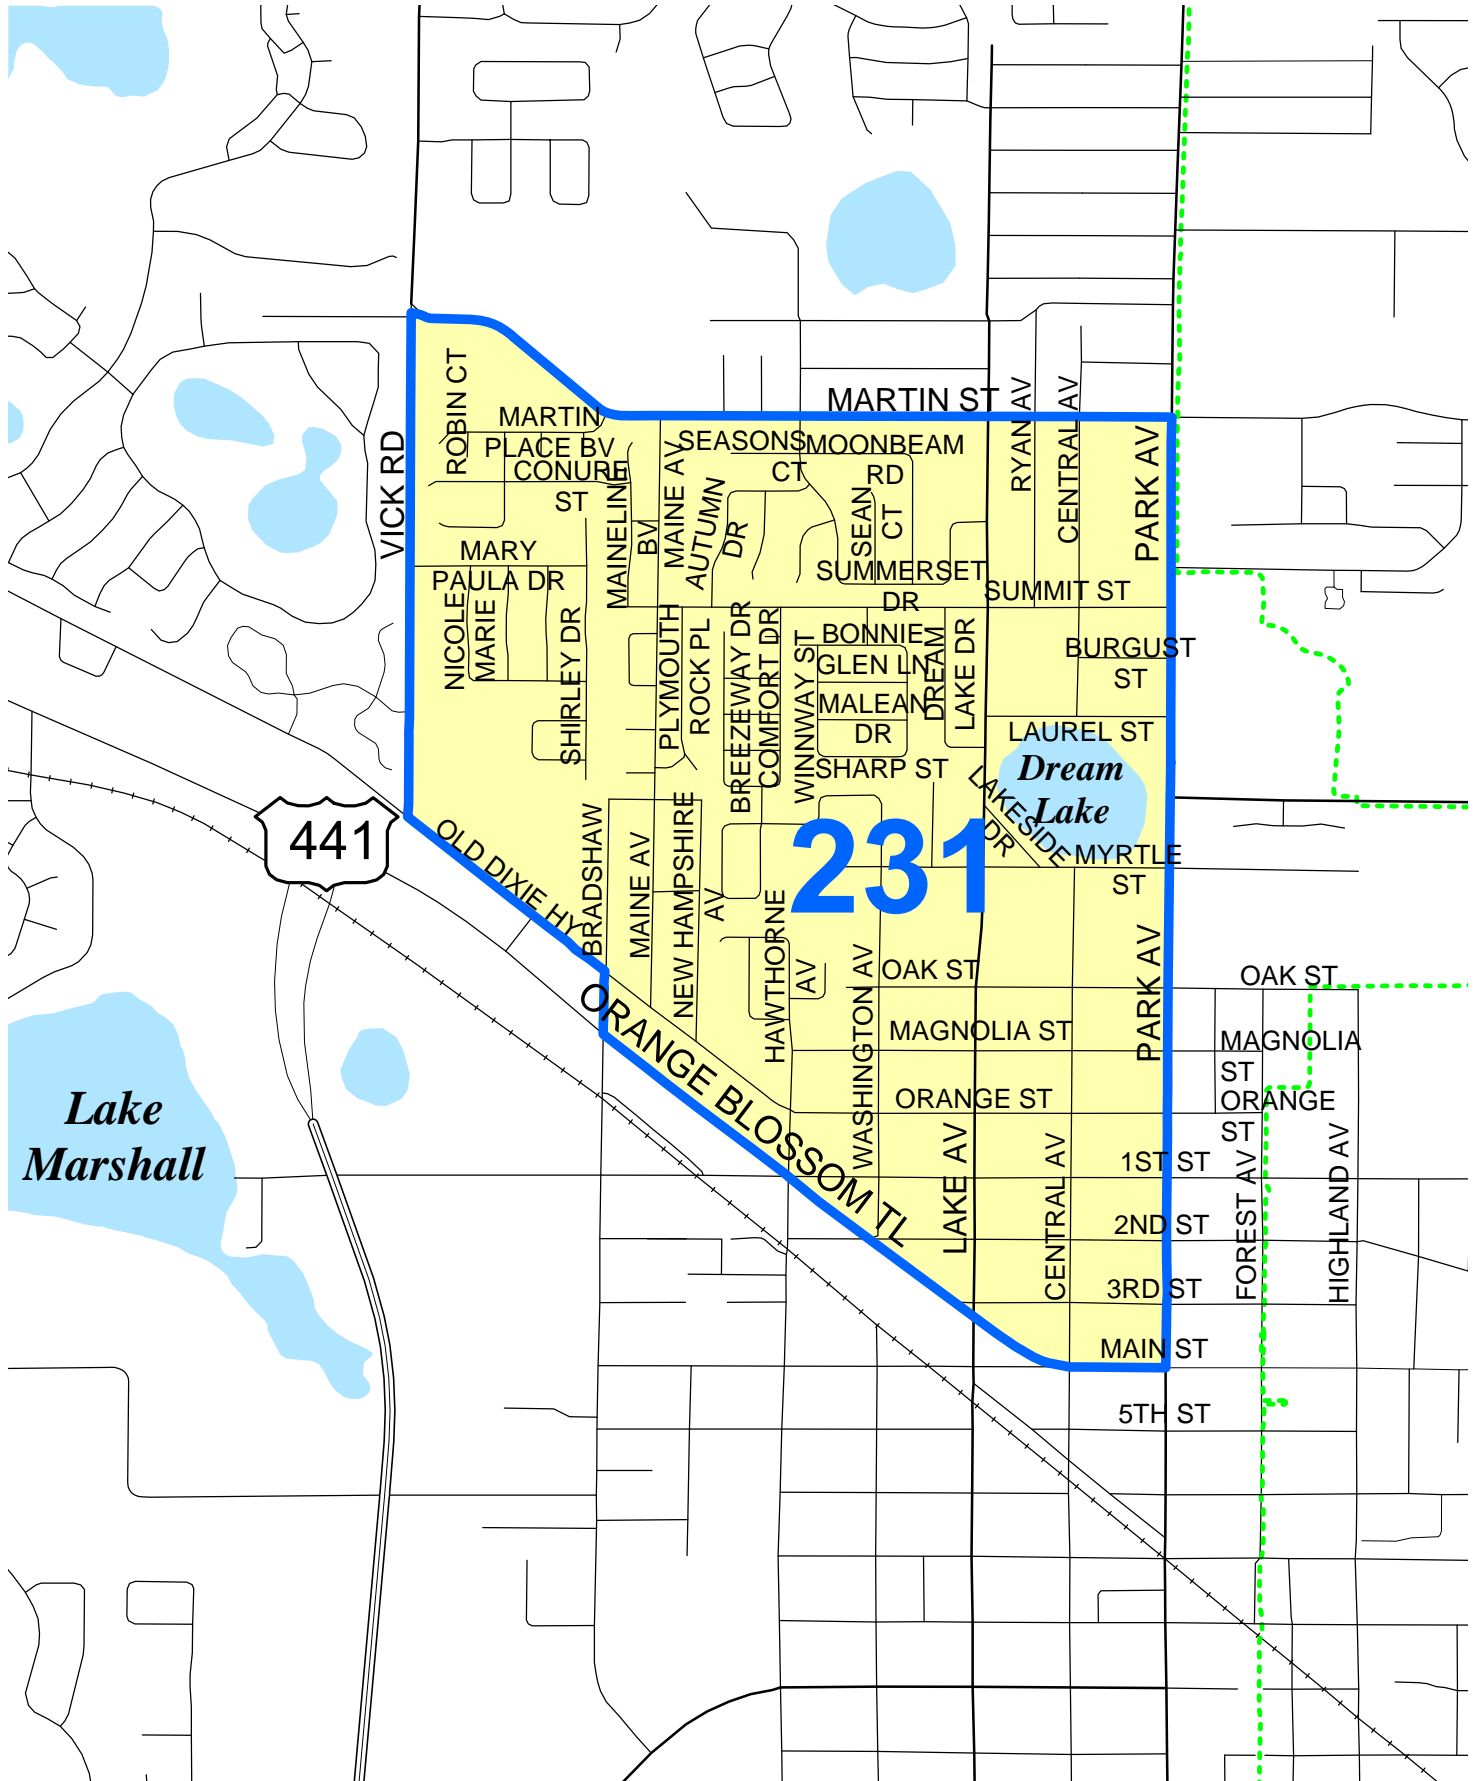 MARTIN ST
ROBIN CT
MARTIN
PLACE BV
CONURE
ST
VICK RD
MAINELINE
BV
MAINE AV
SEASONS
CT
MOONBEAM
RD
AUTUMN
DR
SEAN
CT
RYAN AV
CENTRAL AV
PARK AV
MARY
PAULA DR
SUMMERSET
DR
SUMMIT ST
NICOLE
MARIE
SHIRLEY DR
PLYMOUTH
ROCK PL
BREEZEWAY DR
COMFORT DR
WINNWAY ST
BONNIE
GLEN LN
MALEAN
DR
SHARP ST
DREAM
LAKE DR
BURGUST
ST
LAUREL ST
Dream
Lake
LAKESIDE
DR
MYRTLE
ST
441
OLD DIXIE HY
BRADSHAW
MAINE AV
NEW HAMPSHIRE
AV
231
HAWTHORNE
AV
WASHINGTON AV
OAK ST
PARK AV
OAK ST
MAGNOLIA ST
MAGNOLIA
ST
ORANGE BLOSSOM TL
ORANGE ST
ORANGE
ST
Lake
Marshall
LAKE AV
CENTRAL AV
1ST ST
2ND ST
3RD ST
FOREST AV
HIGHLAND AV
MAIN ST
5TH ST